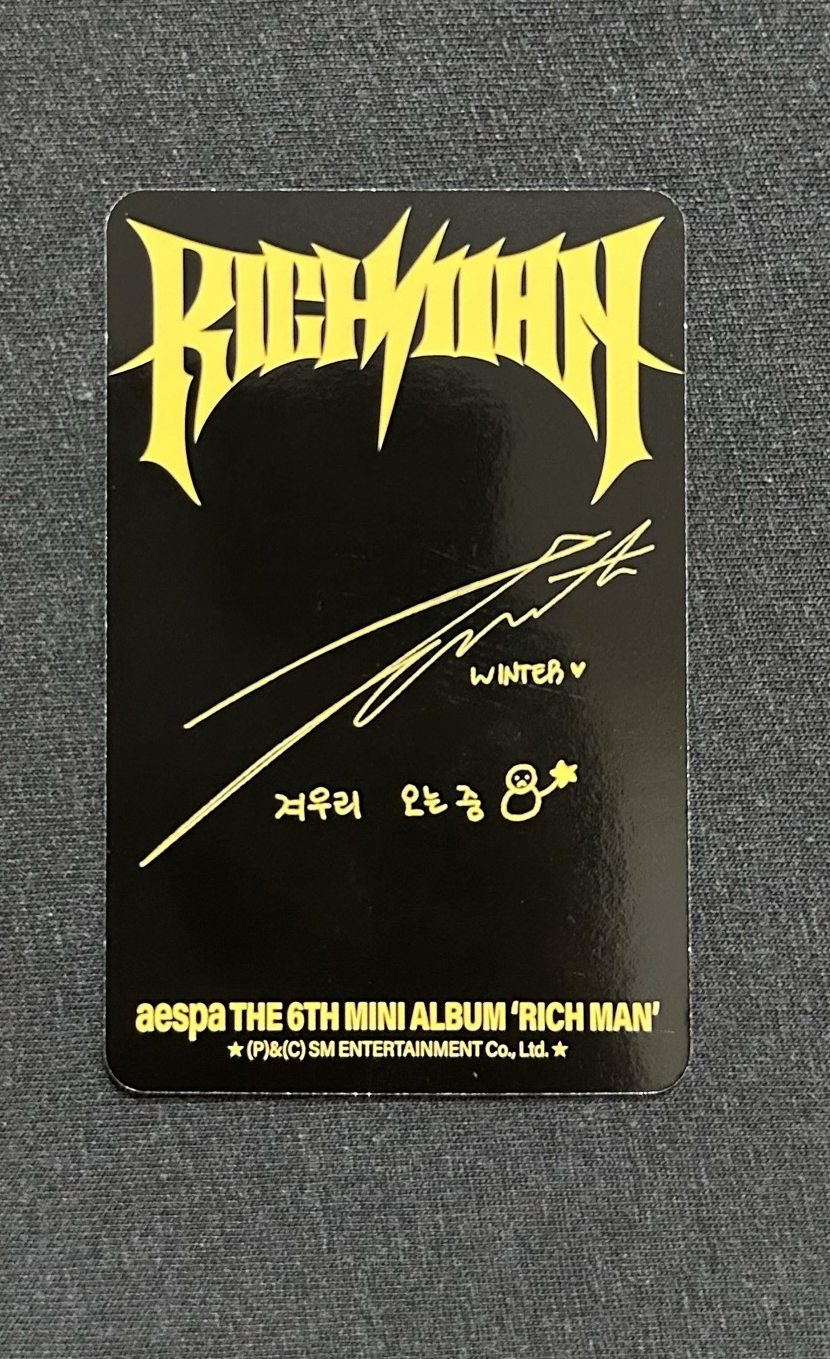 RICH MAN
WINTER ♥
겨우리 오는 중
aespa THE 6TH MINI ALBUM ‘RICH MAN’
★ (P)&(C) SM ENTERTAINMENT Co., Ltd. ★